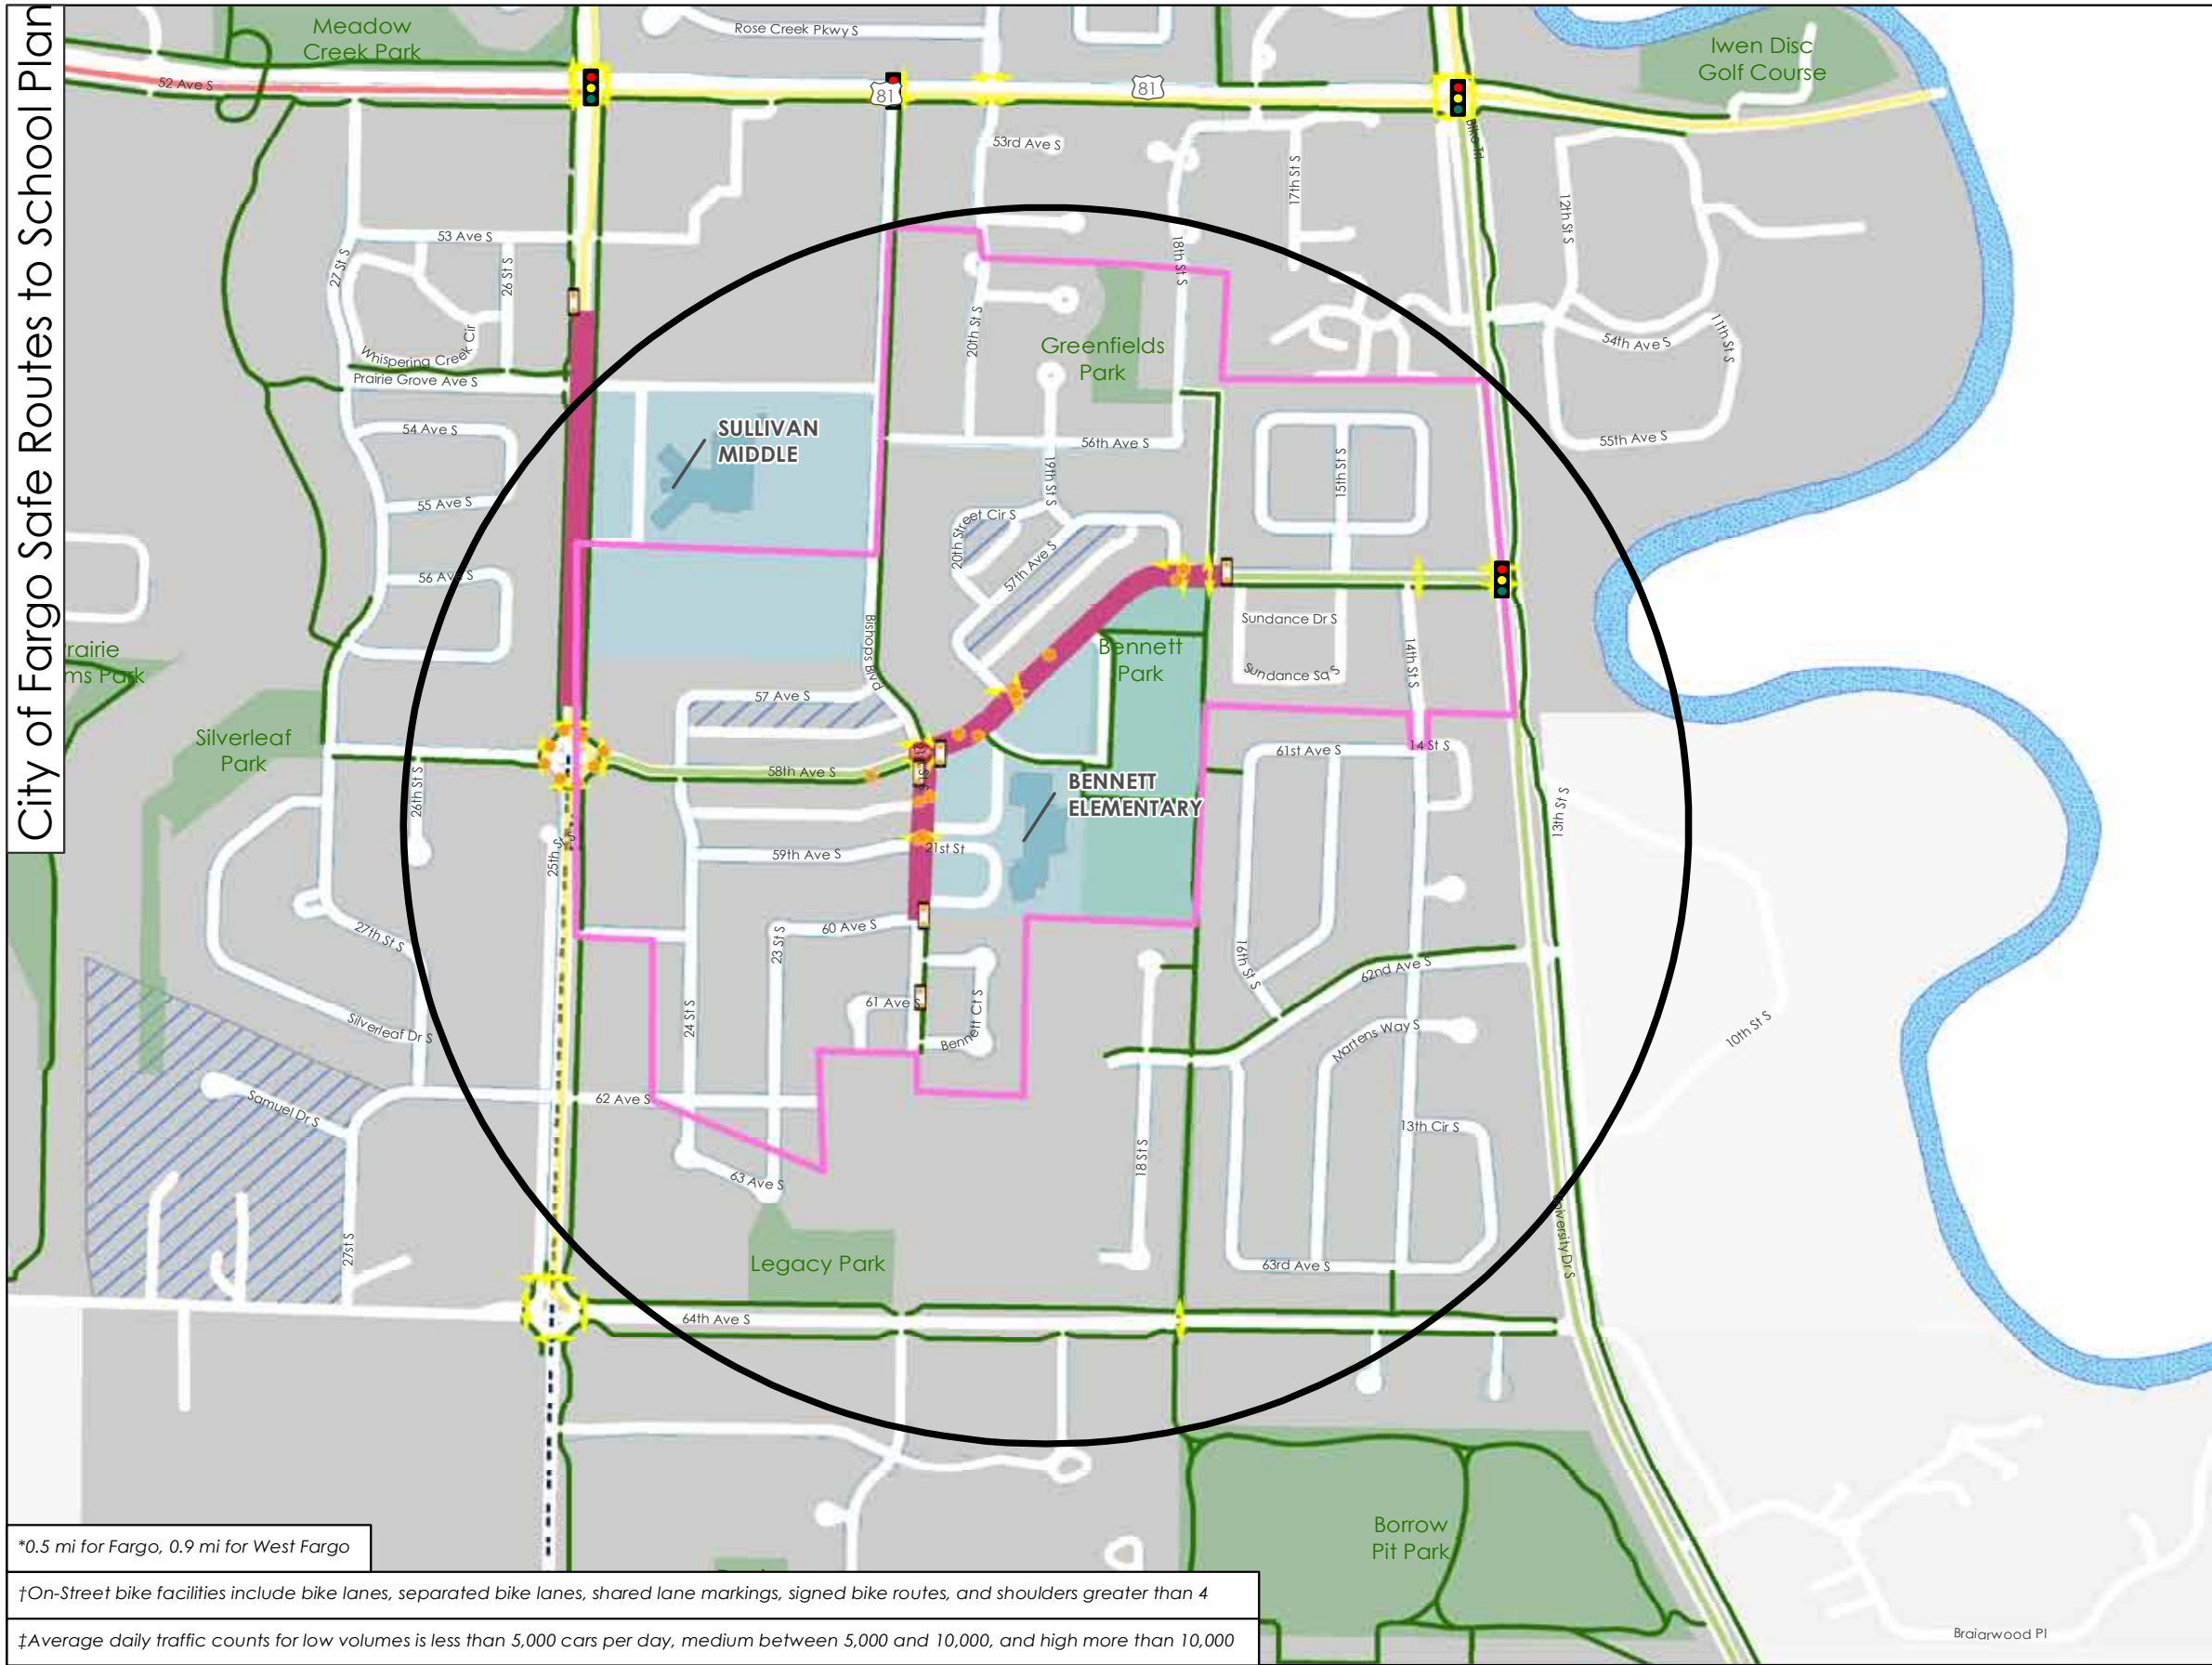 City of Fargo Safe Routes to School Plan
Meadow
Creek Park
Rose Creek Pkwy S
Iwen Disc
Golf Course
52 Ave S
81
81
Bike Trl
53rd Ave S
17th St S
12th St S
53 Ave S
27 St S
26 St S
18th St S
20th St S
Greenfields
Park
54th Ave S
11th St S
Whispering Creek Cir
Prairie Grove Ave S
54 Ave S
SULLIVAN
MIDDLE
56th Ave S
55th Ave S
19th St S
15th St S
55 Ave S
20th Street Cir S
57th Ave S
56 Ave S
Bishops Blvd
Sundance Dr S
Bennett
Park
14th St S
Sundance Sq S
57 Ave S
Silverleaf
Park
61st Ave S
14 St S
58th Ave S
26th St S
BENNETT
ELEMENTARY
13th St S
25th S
59th Ave S
21st St
27th St S
60 Ave S
23 St S
16th St S
62nd Ave S
24 St S
61 Ave S
Bennett Ct S
Silverleaf Dr S
Martens Way S
10th St S
Samuel Dr S
62 Ave S
13th Cir S
18 St S
63 Ave S
University Dr S
27st S
Legacy Park
63rd Ave S
64th Ave S
Borrow
Pit Park
Braiarwood Pl
*0.5 mi for Fargo, 0.9 mi for West Fargo
†On-Street bike facilities include bike lanes, separated bike lanes, shared lane markings, signed bike routes, and shoulders greater than 4
‡Average daily traffic counts for low volumes is less than 5,000 cars per day, medium between 5,000 and 10,000, and high more than 10,000